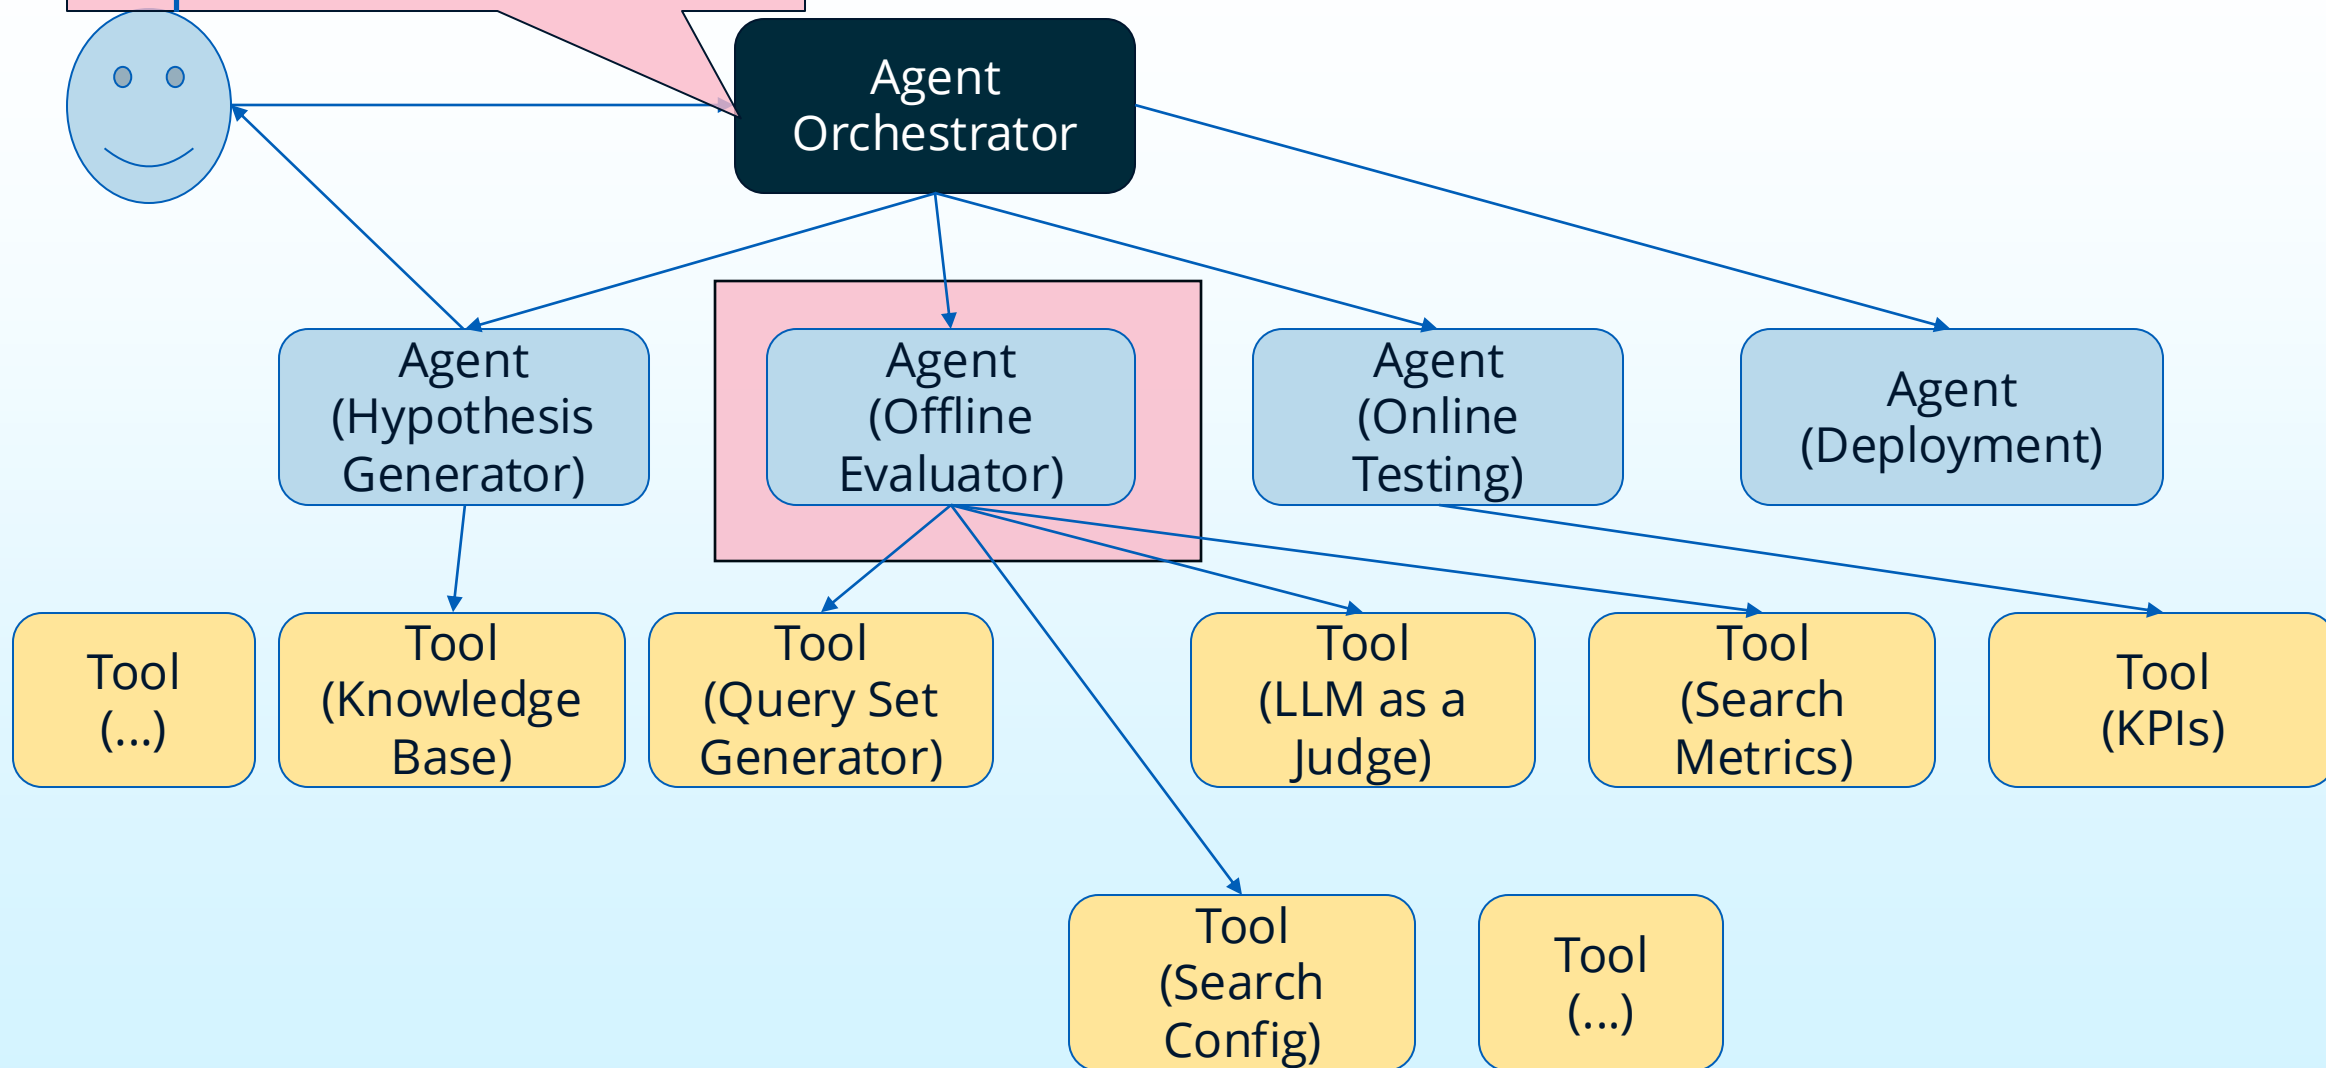 Agent
Orchestrator
Agent
(Hypothesis
Generator)
Agent
(Offline
Evaluator)
Agent
(Online
Testing)
Agent
(Deployment)
Tool
(...)
Tool
(Knowledge
Base)
Tool
(Query Set
Generator)
Tool
(LLM as a
Judge)
Tool
(Search
Metrics)
Tool
(KPIs)
Tool
(Search
Config)
Tool
(...)